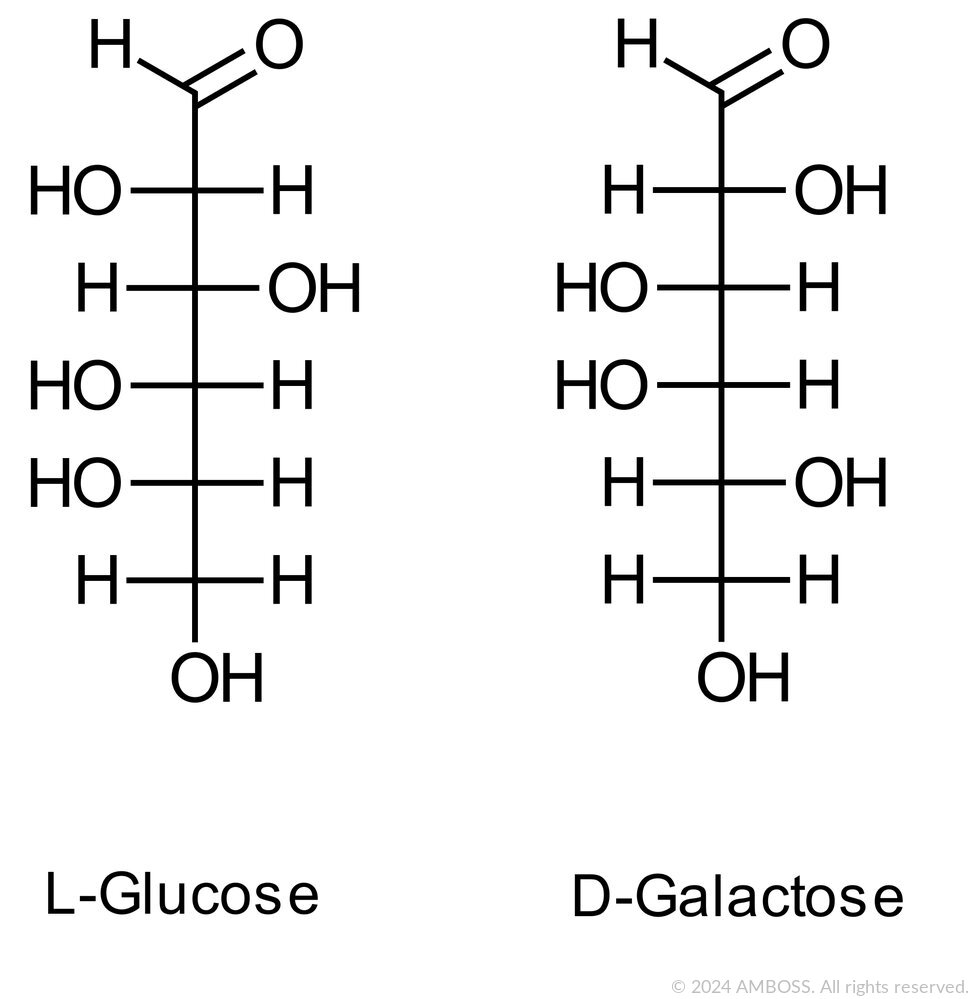 H O H O
HO H H OH
H OH HO H
HO H HO H
HO H H OH
H H H H
OH OH
L-Glucose D-Galactose
© 2024 AMBOSS. All rights reserved.